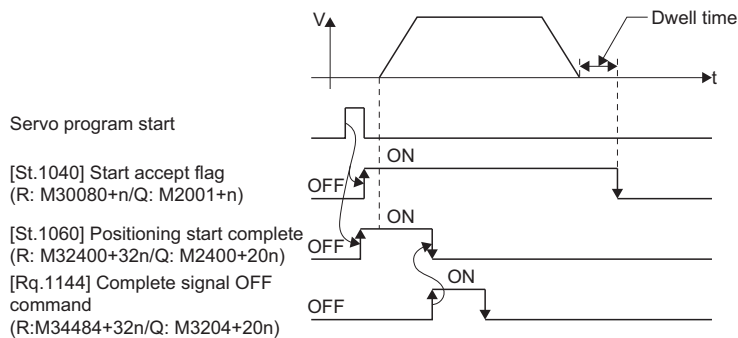 V
Dwell time
t
Servo program start
ON
[St.1040] Start accept flag
(R: M30080+n/Q: M2001+n)
OFF
ON
[St.1060] Positioning start complete
(R: M32400+32n/Q: M2400+20n)
OFF
[Rq.1144] Complete signal OFF
command
(R:M34484+32n/Q: M3204+20n)
ON
OFF